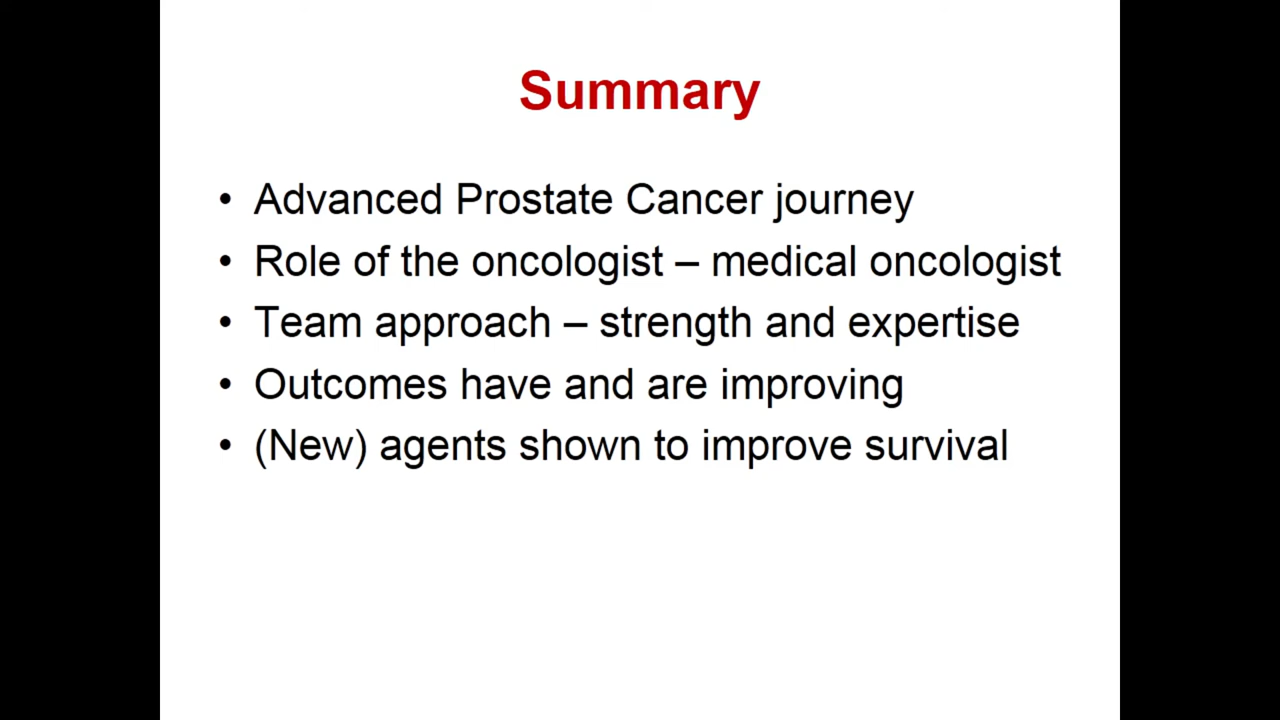 Summary
• Advanced Prostate Cancer journey
• Role of the oncologist – medical oncologist
• Team approach – strength and expertise
• Outcomes have and are improving
• (New) agents shown to improve survival